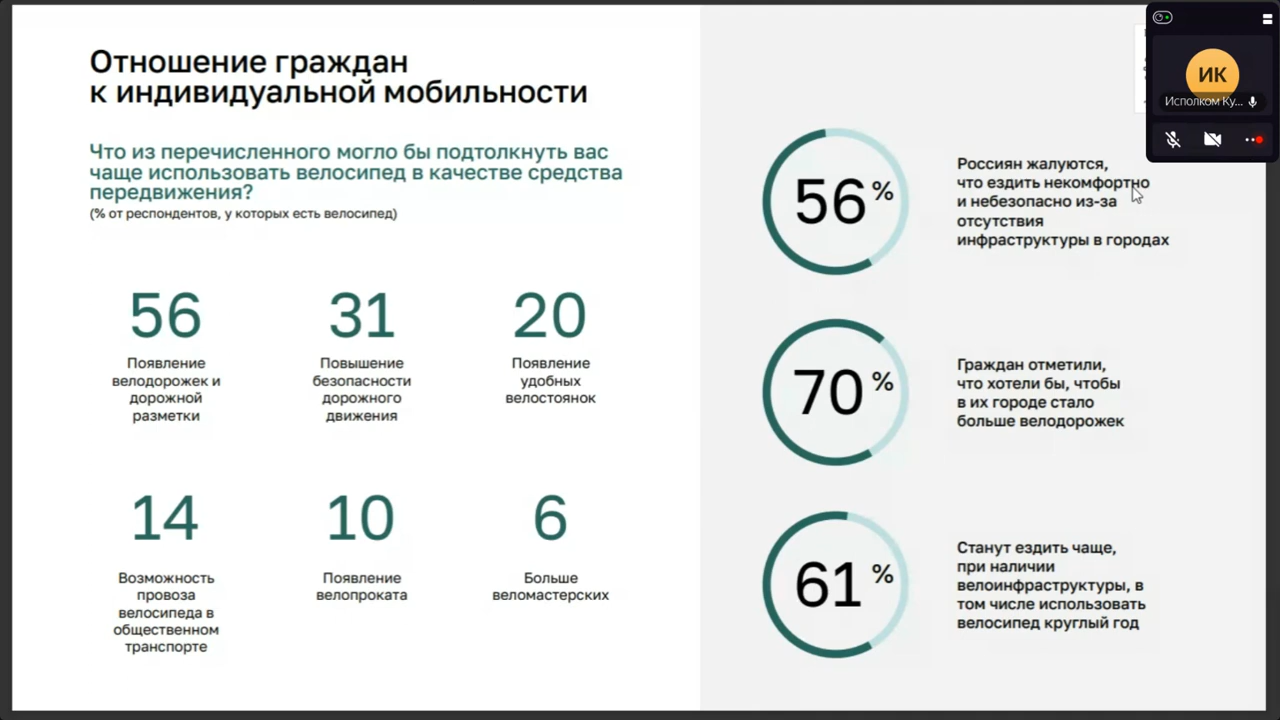 Отношение граждан
к индивидуальной мобильности
Что из перечисленного могло бы подтолкнуть вас
чаще использовать велосипед в качестве средства
передвижения?
(% от респондентов, у которых есть велосипед)
56
Появление
велодорожек и
дорожной
разметки
31
Повышение
безопасности
дорожного
движения
20
Появление
удобных
велостоянок
14
Возможность
провоза
велосипеда в
общественном
транспорте
10
Появление
велопроката
6
Больше
веломастерских
56%
Россиян жалуются,
что ездить некомфортно
и небезопасно из-за
отсутствия
инфраструктуры в городах
70%
Граждан отметили,
что хотели бы, чтобы
в их городе стало
больше велодорожек
61%
Станут ездить чаще,
при наличии
велоинфраструктуры, в
том числе использовать
велосипед круглый год
ИК
Исполком Ку...